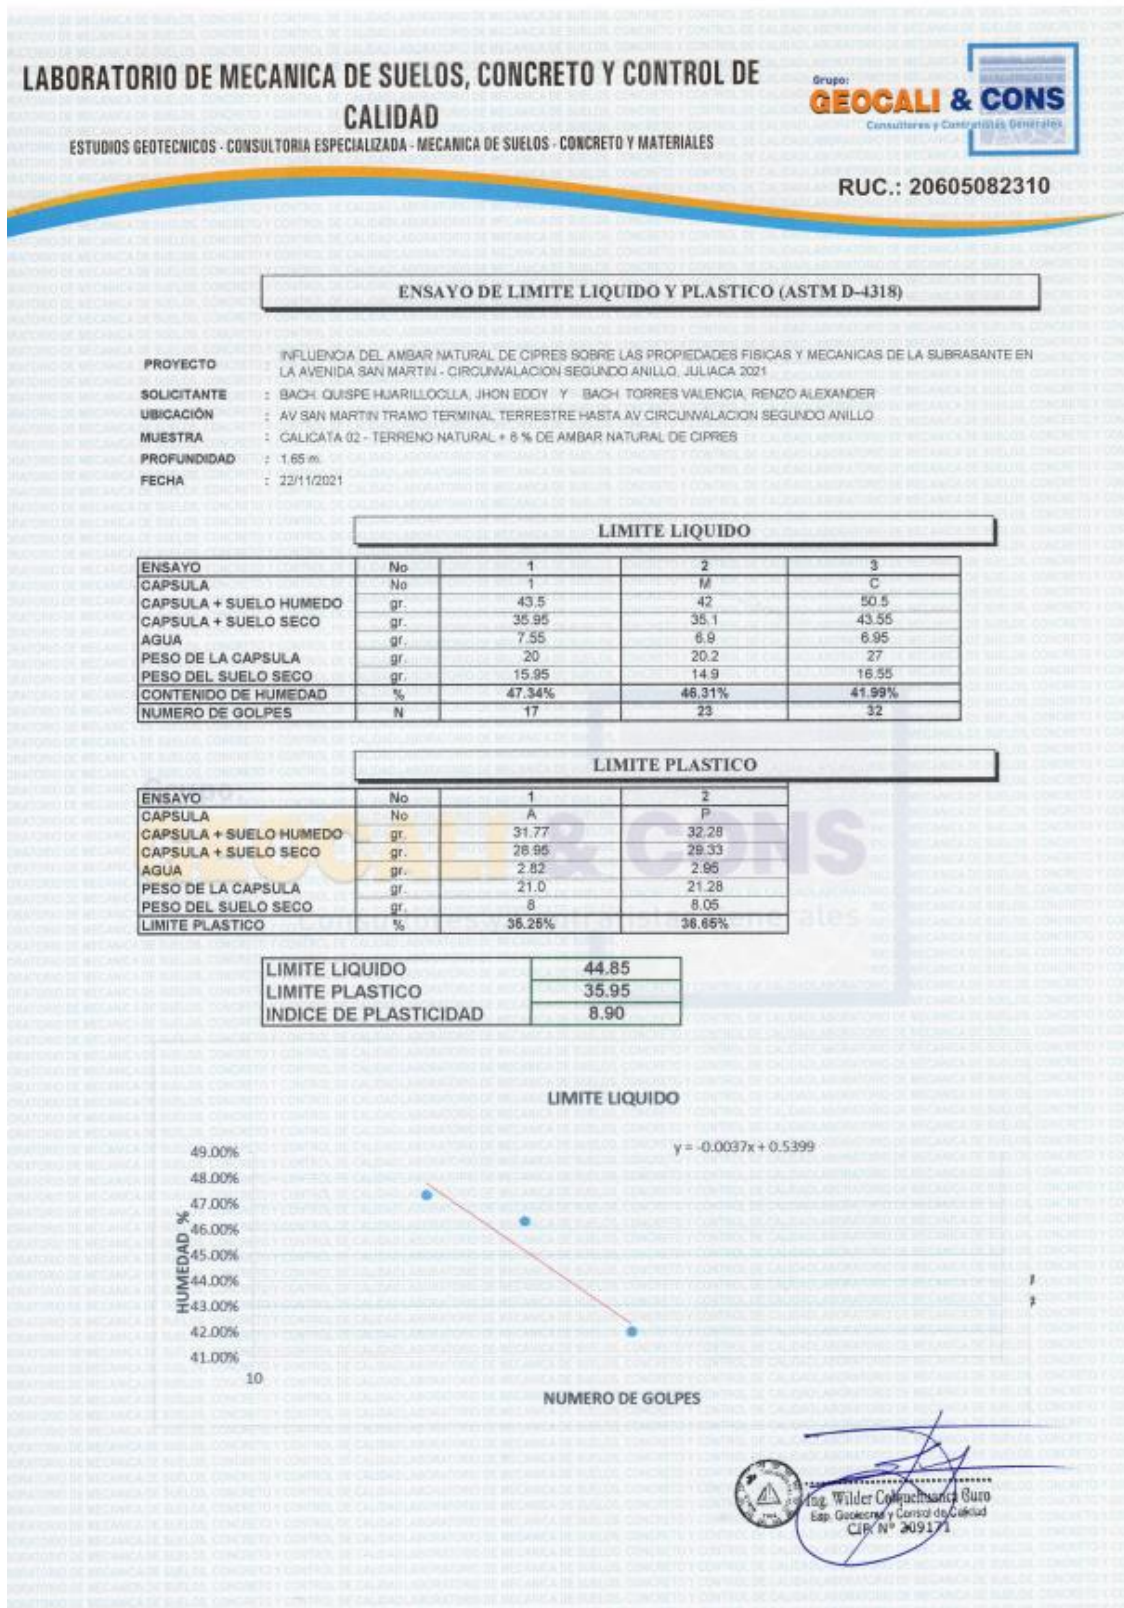 LABORATORIO DE MECANICA DE SUELOS, CONCRETO Y CONTROL DE
CALIDAD
ESTUDIOS GEOTECNICOS - CONSULTORIA ESPECIALIZADA - MECANICA DE SUELOS - CONCRETO Y MATERIALES
Grupo:
GEOCALI & CONS
Consultores y Contratistas Generales
RUC.: 20605082310
ENSAYO DE LIMITE LIQUIDO Y PLASTICO (ASTM D-4318)
PROYECTO : INFLUENCIA DEL AMBAR NATURAL DE CIPRES SOBRE LAS PROPIEDADES FISICAS Y MECANICAS DE LA SUBRASANTE EN
LA AVENIDA SAN MARTIN - CIRCUNVALACION SEGUNDO ANILLO, JULIACA 2021
SOLICITANTE : BACH. QUISPE HUARILLOCLLA, JHON EDDY Y BACH. TORRES VALENCIA, RENZO ALEXANDER
UBICACIÓN : AV SAN MARTIN TRAMO TERMINAL TERRESTRE HASTA AV CIRCUNVALACION SEGUNDO ANILLO
MUESTRA : CALICATA 02 - TERRENO NATURAL + 6 % DE AMBAR NATURAL DE CIPRES
PROFUNDIDAD : 1.65 m.
FECHA : 22/11/2021
LIMITE LIQUIDO
ENSAYO No 1 2 3
CAPSULA No 1 M C
CAPSULA + SUELO HUMEDO gr. 43.5 42 50.5
CAPSULA + SUELO SECO gr. 35.95 35.1 43.55
AGUA gr. 7.55 6.9 6.95
PESO DE LA CAPSULA gr. 20 20.2 27
PESO DEL SUELO SECO gr. 15.95 14.9 16.55
CONTENIDO DE HUMEDAD % 47.34% 46.31% 41.99%
NUMERO DE GOLPES N 17 23 32
LIMITE PLASTICO
ENSAYO No 1 2
CAPSULA No A P
CAPSULA + SUELO HUMEDO gr. 31.77 32.28
CAPSULA + SUELO SECO gr. 28.95 29.33
AGUA gr. 2.82 2.95
PESO DE LA CAPSULA gr. 21.0 21.28
PESO DEL SUELO SECO gr. 8 8.05
LIMITE PLASTICO % 35.25% 36.65%
LIMITE LIQUIDO 44.85
LIMITE PLASTICO 35.95
INDICE DE PLASTICIDAD 8.90
LIMITE LIQUIDO
y = -0.0037x + 0.5399
49.00%
48.00%
47.00%
46.00%
45.00%
44.00%
43.00%
42.00%
41.00%
HUMEDAD %
10
NUMERO DE GOLPES
Ing. Wilder
Esp. Geotecnia y Control de Calidad
CIP. Nº 209171